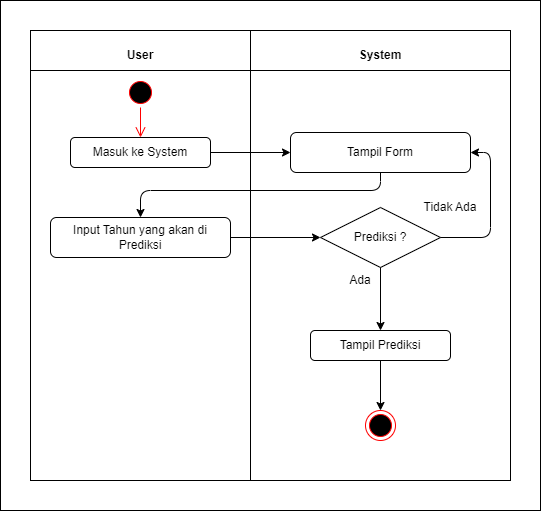 User
System
Masuk ke System
Tampil Form
Tidak Ada
Input Tahun yang akan di
Prediksi
Prediksi ?
Ada
Tampil Prediksi